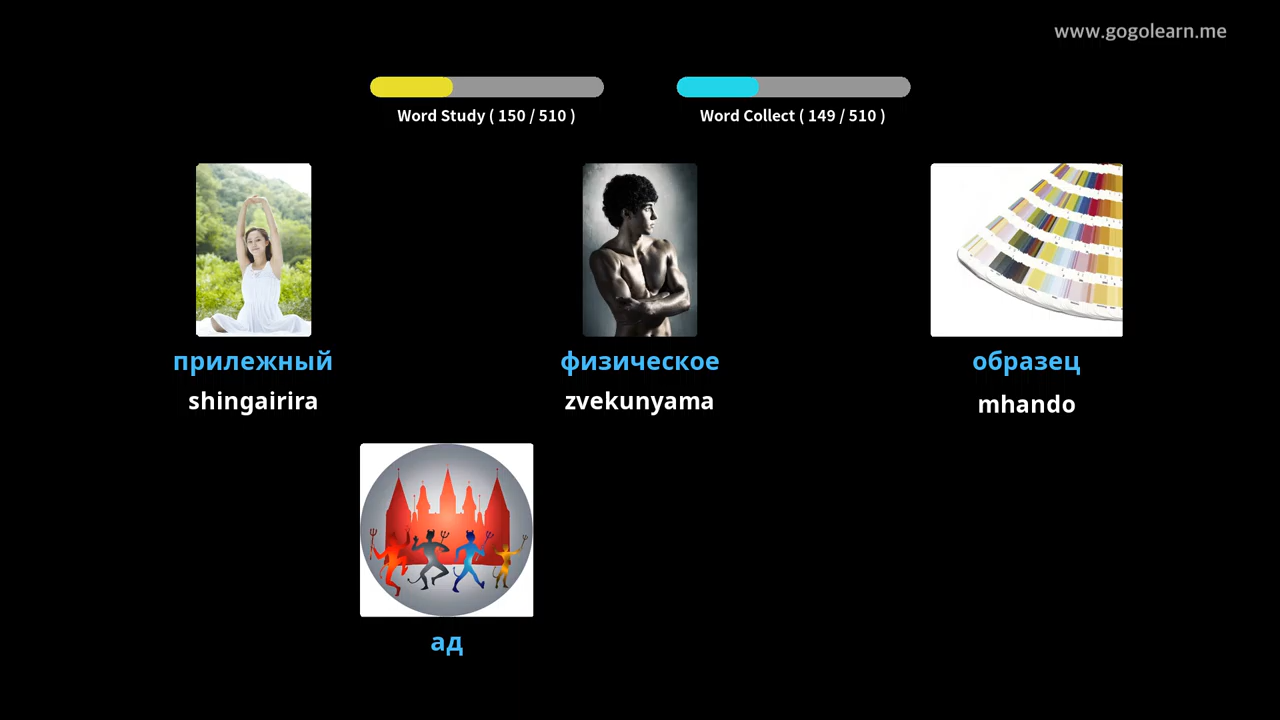 www.gogolearn.me
Word Study ( 150 / 510 )
Word Collect ( 149 / 510 )
прилежный
shingairira
физическое
zvekunyama
образец
mhando
ад